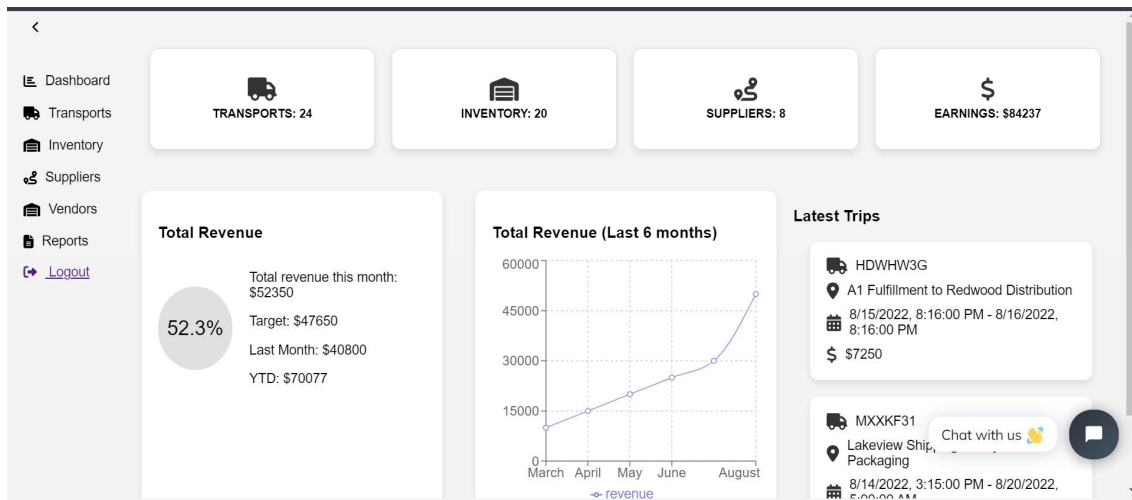 Dashboard
Transports
Inventory
Suppliers
Vendors
Reports
Logout
TRANSPORTS: 24
INVENTORY: 20
SUPPLIERS: 8
EARNINGS: $84237
Total Revenue
52.3%
Total revenue this month:
$52350
Target: $47650
Last Month: $40800
YTD: $70077
Total Revenue (Last 6 months)
60000
45000
30000
15000
0
March April May June August
revenue
Latest Trips
HDWHW3G
A1 Fulfillment to Redwood Distribution
8/15/2022, 8:16:00 PM - 8/16/2022,
8:16:00 PM
$7250
MXXKF31
Lakeview
Packaging
8/14/2022, 3:15:00 PM - 8/20/2022,
5:00:00 AM
Chat with us 👋